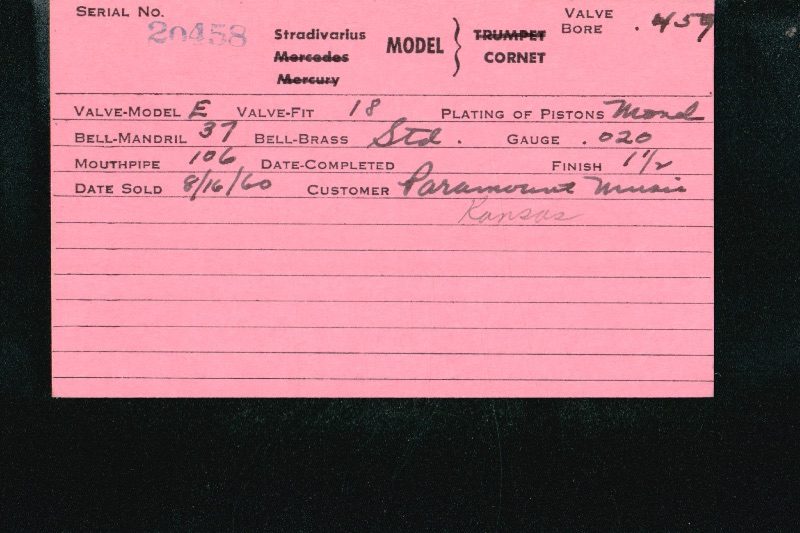 SERIAL NO. 20458 Stradivarius Mercedes Mercury MODEL } TRUMPET CORNET VALVE BORE .459
VALVE-MODEL E VALVE-FIT 18 PLATING OF PISTONS Monel
BELL-MANDRIL 37 BELL-BRASS Std. GAUGE .020
MOUTHPIPE 106 DATE-COMPLETED FINISH 1 1/2
DATE SOLD 8/16/60 CUSTOMER Paramount Music
Kansas